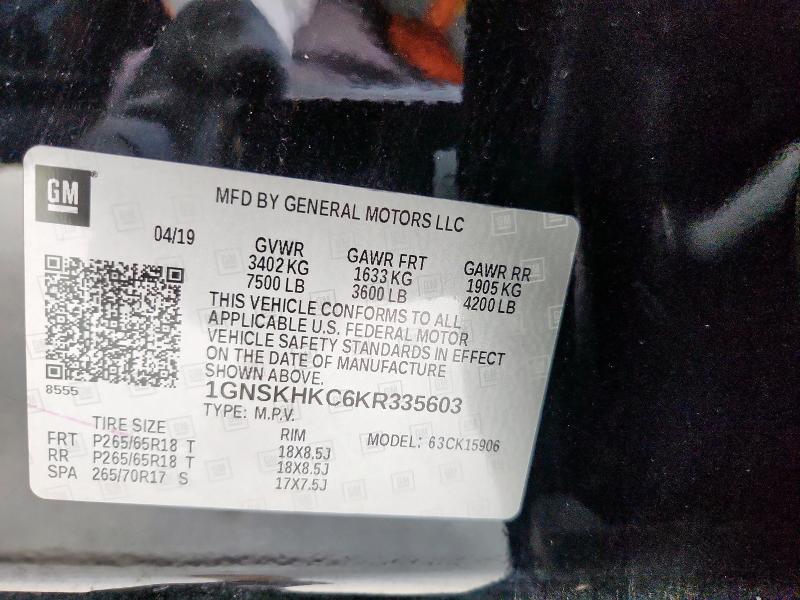 GM
MFD BY GENERAL MOTORS LLC
04/19
GVWR GAWR FRT GAWR RR
3402 KG 1633 KG 1905 KG
7500 LB 3600 LB 4200 LB
THIS VEHICLE CONFORMS TO ALL
APPLICABLE U.S. FEDERAL MOTOR
VEHICLE SAFETY STANDARDS IN EFFECT
ON THE DATE OF MANUFACTURE
SHOWN ABOVE.
8555
1GNSKHKC6KR335603
TYPE: M.P.V.
TIRE SIZE RIM MODEL: 63CK15906
FRT P265/65R18 T 18X8.5J
RR P265/65R18 T 18X8.5J
SPA 265/70R17 S 17X7.5J